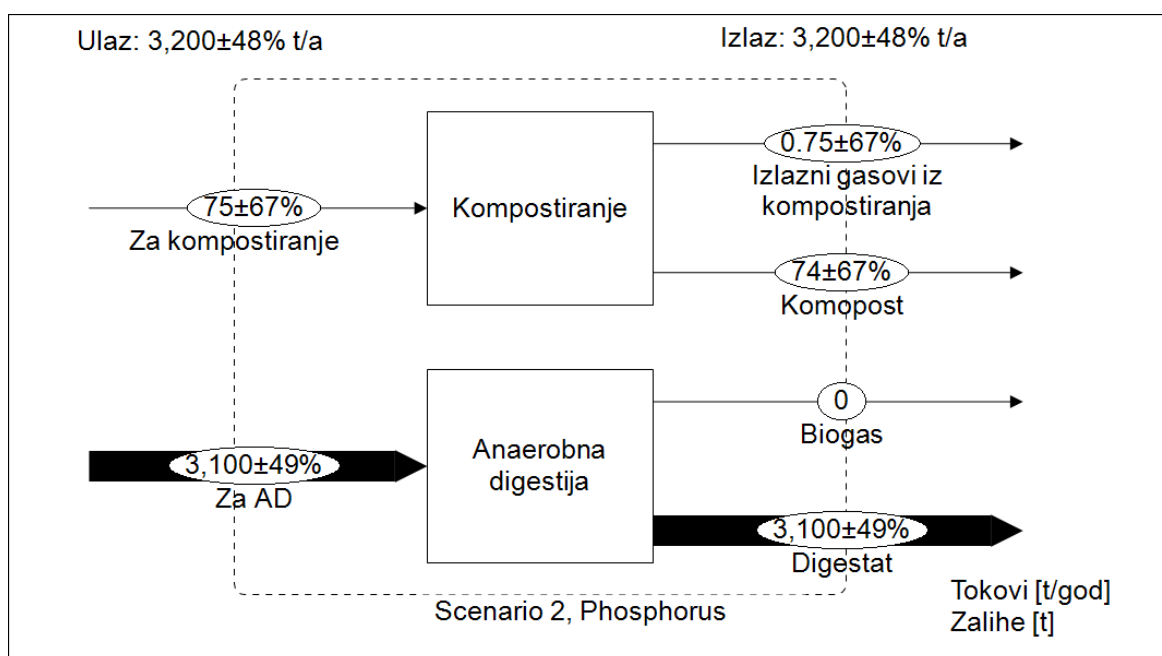 Ulaz: 3,200±48% t/a
Izlaz: 3,200±48% t/a
75±67%
Za kompostiranje
Kompostiranje
0.75±67%
Izlazni gasovi iz
kompostiranja
74±67%
Komopost
3,100±49%
Za AD
Anaerobna
digestija
0
Biogas
3,100±49%
Digestat
Scenario 2, Phosphorus
Tokovi [t/god]
Zalihe [t]